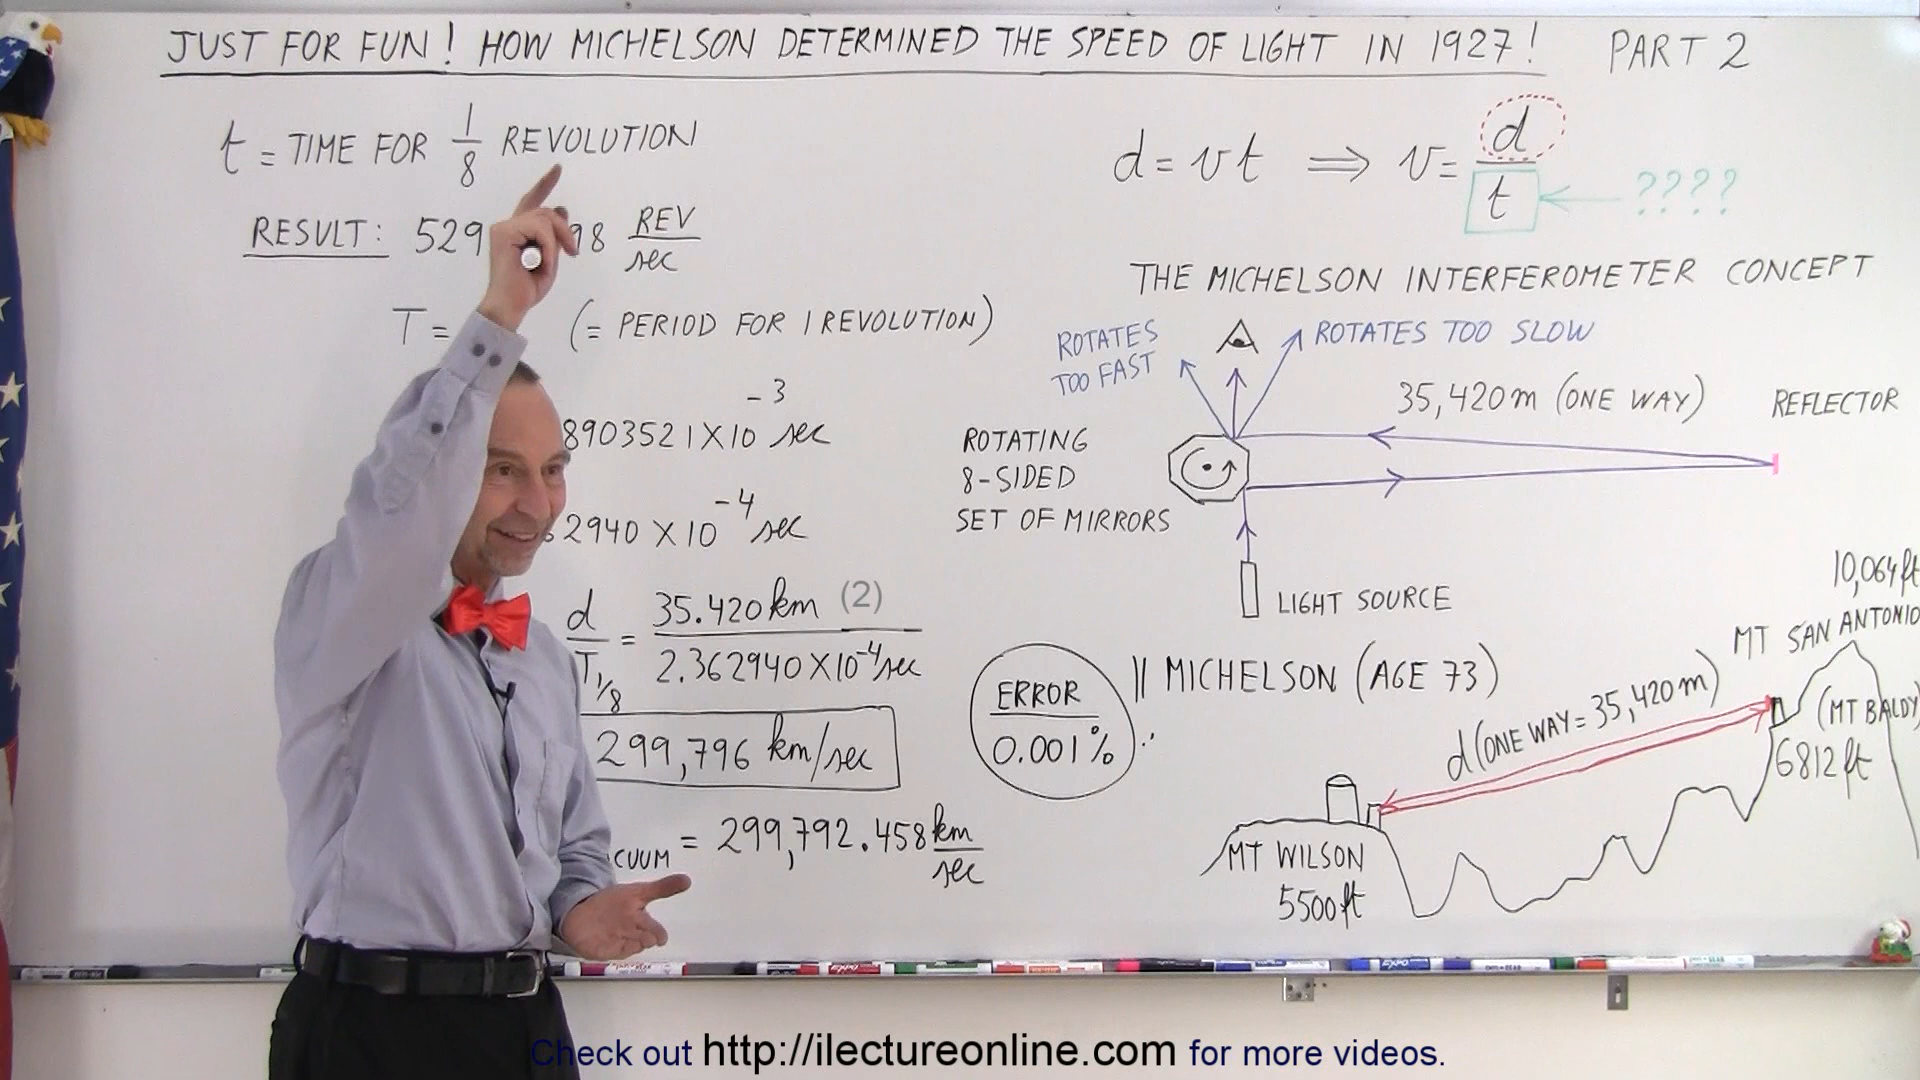 JUST FOR FUN! HOW MICHELSON DETERMINED THE SPEED OF LIGHT IN 1927! PART 2
t = TIME FOR 1/8 REVOLUTION
RESULT: 529 98 REV/sec
T = (= PERIOD FOR 1 REVOLUTION)
8903521 X 10^-3 sec
2940 X 10^-4 sec
d/T1/8 = 35.420 km (2) / 2.362940 X 10^-4 sec
299,796 km/sec
CUUM = 299,792.458 km/sec
ERROR
0.001%
d = vt ⟹ v = d/t ← ????
THE MICHELSON INTERFEROMETER CONCEPT
ROTATES
TOO FAST
ROTATES TOO SLOW
35,420 m (ONE WAY)
REFLECTOR
ROTATING
8-SIDED
SET OF MIRRORS
LIGHT SOURCE
|| MICHELSON (AGE 73)
10,064 ft
MT SAN ANTONIO
(MT BALDY)
6812 ft
d (ONE WAY = 35,420 m)
MT WILSON
5500 ft
Check out http://ilectureonline.com for more videos.